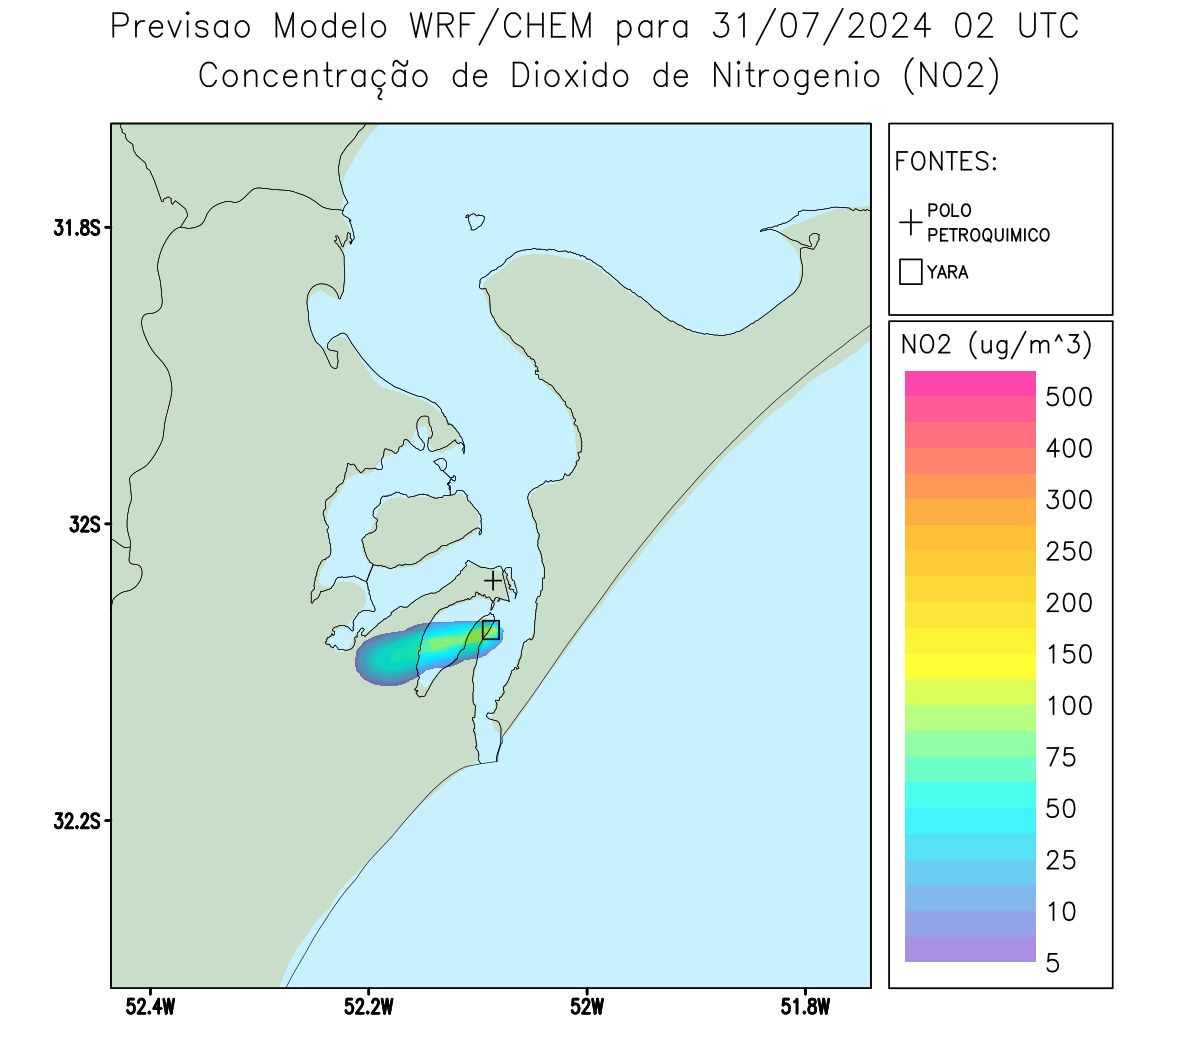 Previsao Modelo WRF/CHEM para 31/07/2024 02 UTC
Concentração de Dioxido de Nitrogenio (NO2)
FONTES:
POLO
PETROQUIMICO
YARA
NO2 (ug/m^3)
500
400
300
250
200
150
100
75
50
25
10
5
31.8S
32S
32.2S
52.4W
52.2W
52W
51.8W